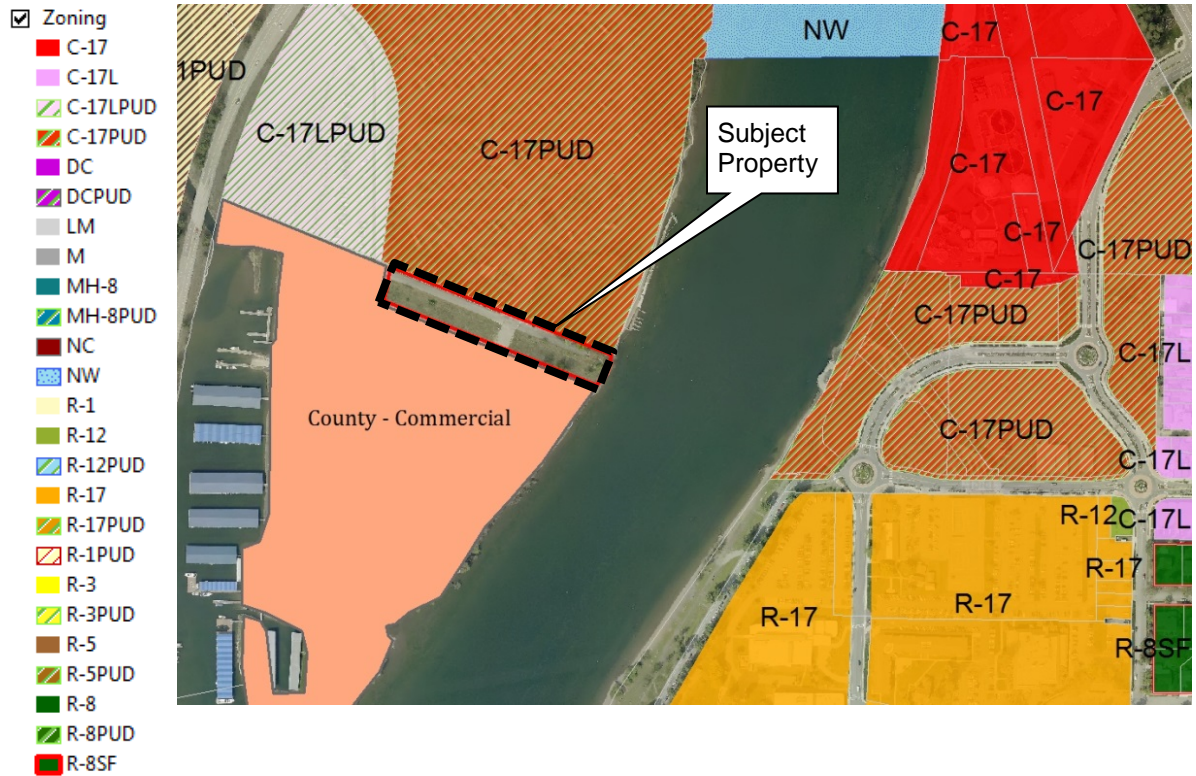 Zoning
C-17
C-17L
C-17LPUD
C-17PUD
DC
DCPUD
LM
M
MH-8
MH-8PUD
NC
NW
R-1
R-12
R-12PUD
R-17
R-17PUD
R-1PUD
R-3
R-3PUD
R-5
R-5PUD
R-8
R-8PUD
R-8SF
1PUD
C-17LPUD
C-17PUD
NW
Subject
Property
County - Commercial
C-17
C-17
C-17
C-17
C-17
C-17PUD
C-17PUD
C-17L
C-17PUD
C-17L
R-12
C-17L
R-17
R-17
R-17
R-8SF